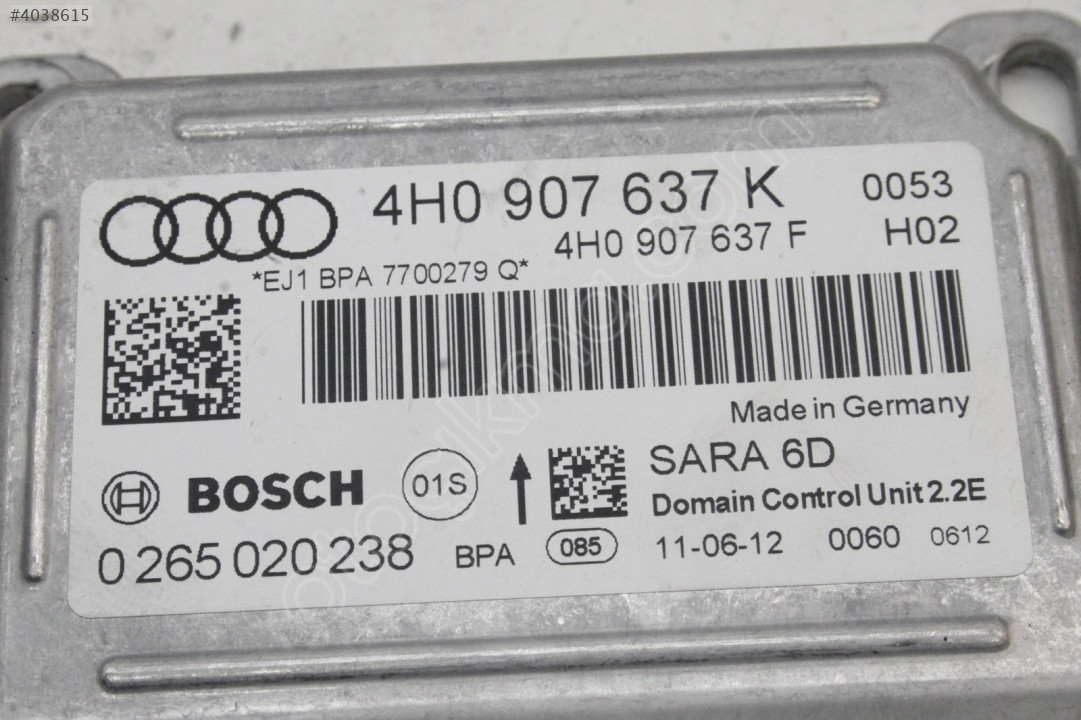 #4038615
4H0 907 637 K 0053
4H0 907 637 F H02
*EJ1 BPA 7700279 Q*
Made in Germany
BOSCH 01S SARA 6D
Domain Control Unit 2.2E
0 265 020 238 BPA 085 11-06-12 0060 0612